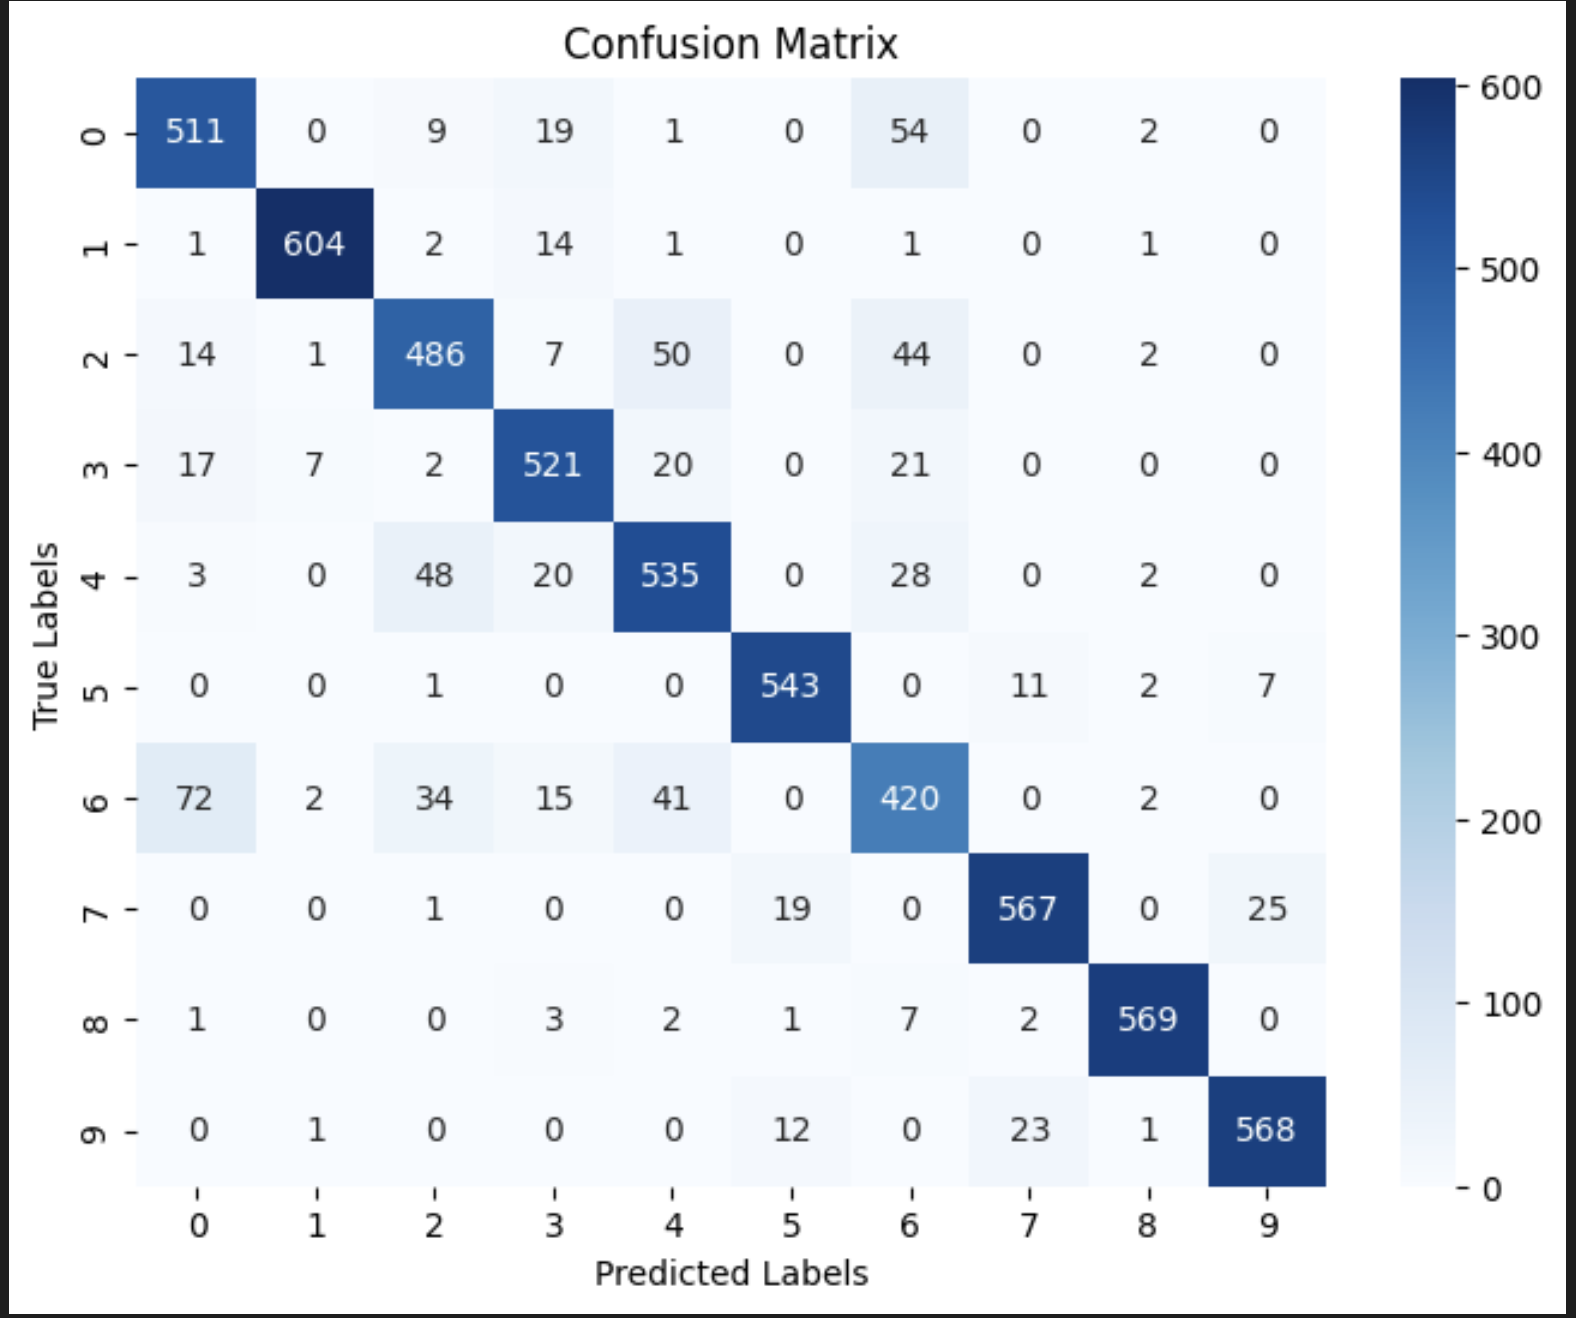 Confusion Matrix
0 511 0 9 19 1 0 54 0 2 0
1 1 604 2 14 1 0 1 0 1 0
2 14 1 486 7 50 0 44 0 2 0
3 17 7 2 521 20 0 21 0 0 0
4 3 0 48 20 535 0 28 0 2 0
5 0 0 1 0 0 543 0 11 2 7
6 72 2 34 15 41 0 420 0 2 0
7 0 0 1 0 0 19 0 567 0 25
8 1 0 0 3 2 1 7 2 569 0
9 0 1 0 0 0 12 0 23 1 568
0 1 2 3 4 5 6 7 8 9
Predicted Labels
True Labels
600
500
400
300
200
100
0